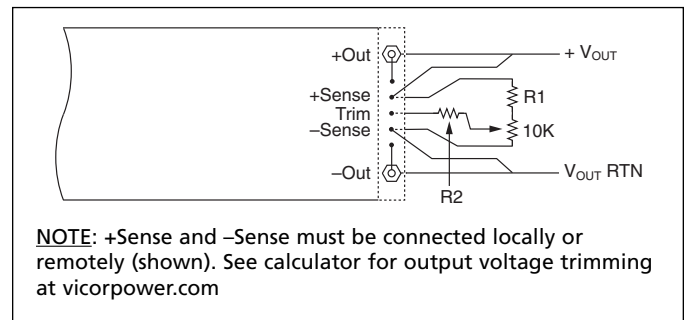 +Out
+ VOUT
+Sense
R1
Trim
–Sense
10K
–Out
VOUT RTN
R2
NOTE: +Sense and –Sense must be connected locally or
remotely (shown). See calculator for output voltage trimming
at vicorpower.com